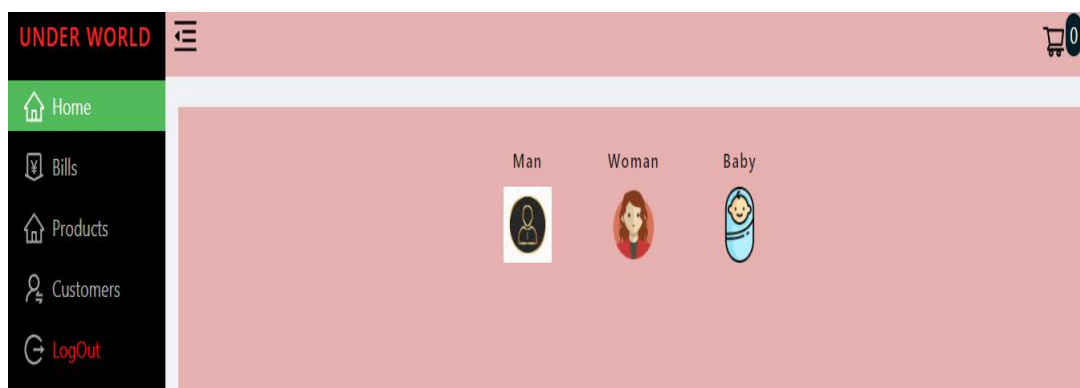 UNDER WORLD
0
Home
Bills
Products
Customers
LogOut
Man Woman Baby